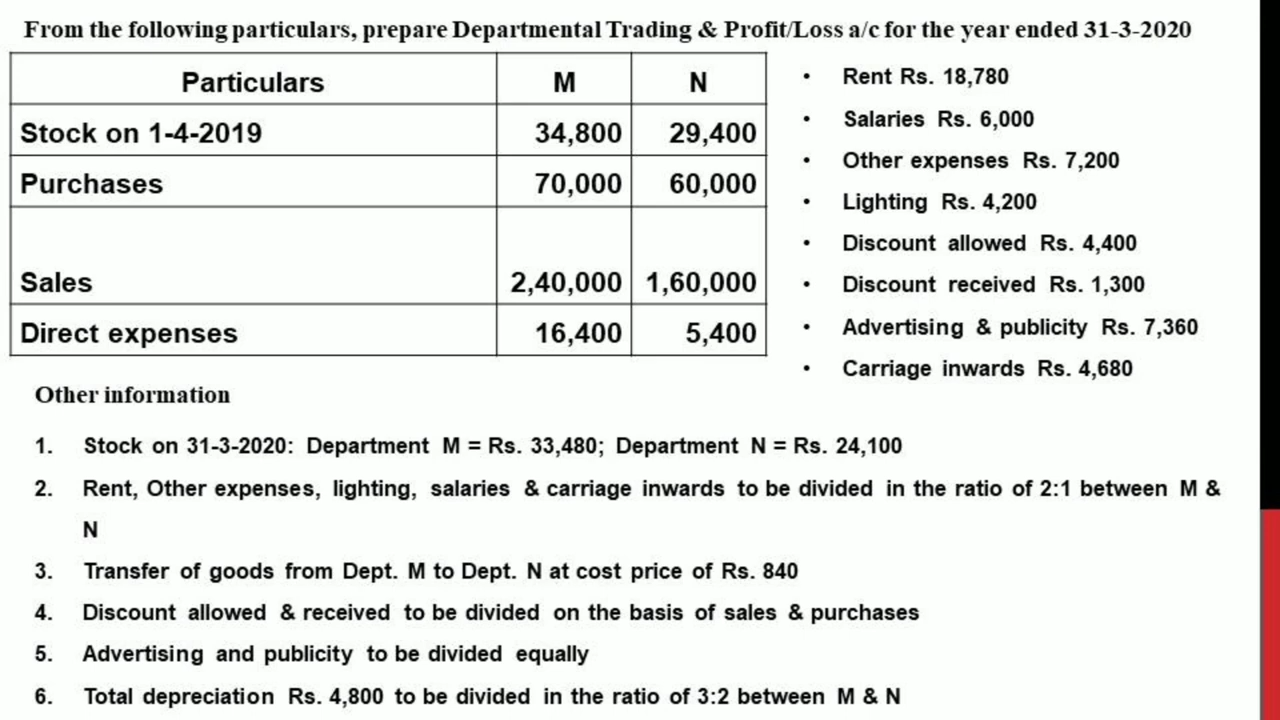 From the following particulars, prepare Departmental Trading & Profit/Loss a/c for the year ended 31-3-2020
Particulars M N
Stock on 1-4-2019 34,800 29,400
Purchases 70,000 60,000
Sales 2,40,000 1,60,000
Direct expenses 16,400 5,400
• Rent Rs. 18,780
• Salaries Rs. 6,000
• Other expenses Rs. 7,200
• Lighting Rs. 4,200
• Discount allowed Rs. 4,400
• Discount received Rs. 1,300
• Advertising & publicity Rs. 7,360
• Carriage inwards Rs. 4,680
Other information
1. Stock on 31-3-2020: Department M = Rs. 33,480; Department N = Rs. 24,100
2. Rent, Other expenses, lighting, salaries & carriage inwards to be divided in the ratio of 2:1 between M &
N
3. Transfer of goods from Dept. M to Dept. N at cost price of Rs. 840
4. Discount allowed & received to be divided on the basis of sales & purchases
5. Advertising and publicity to be divided equally
6. Total depreciation Rs. 4,800 to be divided in the ratio of 3:2 between M & N